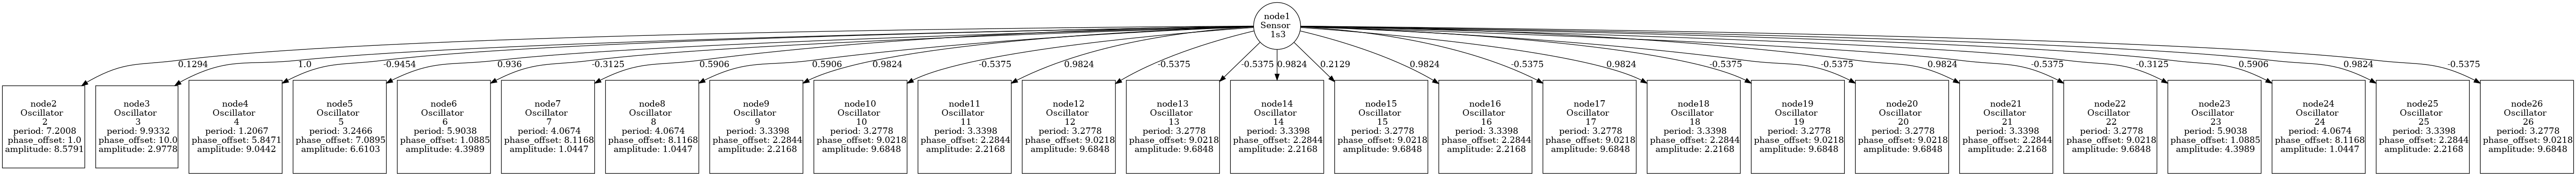 node1
Sensor
1s3
0.1294
1.0
-0.9454
0.936
-0.3125
0.5906
0.5906
0.9824
-0.5375
0.9824
-0.5375
-0.5375
0.9824
0.2129
0.9824
-0.5375
0.9824
-0.5375
-0.5375
0.9824
-0.5375
-0.3125
0.5906
0.9824
-0.5375
node2
Oscillator
2
period: 7.2008
phase_offset: 1.0
amplitude: 8.5791
node3
Oscillator
3
period: 9.9332
phase_offset: 10.0
amplitude: 2.9778
node4
Oscillator
4
period: 1.2067
phase_offset: 5.8471
amplitude: 9.0442
node5
Oscillator
5
period: 3.2466
phase_offset: 7.0895
amplitude: 6.6103
node6
Oscillator
6
period: 5.9038
phase_offset: 1.0885
amplitude: 4.3989
node7
Oscillator
7
period: 4.0674
phase_offset: 8.1168
amplitude: 1.0447
node8
Oscillator
8
period: 4.0674
phase_offset: 8.1168
amplitude: 1.0447
node9
Oscillator
9
period: 3.3398
phase_offset: 2.2844
amplitude: 2.2168
node10
Oscillator
10
period: 3.2778
phase_offset: 9.0218
amplitude: 9.6848
node11
Oscillator
11
period: 3.3398
phase_offset: 2.2844
amplitude: 2.2168
node12
Oscillator
12
period: 3.2778
phase_offset: 9.0218
amplitude: 9.6848
node13
Oscillator
13
period: 3.2778
phase_offset: 9.0218
amplitude: 9.6848
node14
Oscillator
14
period: 3.3398
phase_offset: 2.2844
amplitude: 2.2168
node15
Oscillator
15
period: 3.2778
phase_offset: 9.0218
amplitude: 9.6848
node16
Oscillator
16
period: 3.3398
phase_offset: 2.2844
amplitude: 2.2168
node17
Oscillator
17
period: 3.2778
phase_offset: 9.0218
amplitude: 9.6848
node18
Oscillator
18
period: 3.3398
phase_offset: 2.2844
amplitude: 2.2168
node19
Oscillator
19
period: 3.2778
phase_offset: 9.0218
amplitude: 9.6848
node20
Oscillator
20
period: 3.2778
phase_offset: 9.0218
amplitude: 9.6848
node21
Oscillator
21
period: 3.3398
phase_offset: 2.2844
amplitude: 2.2168
node22
Oscillator
22
period: 3.2778
phase_offset: 9.0218
amplitude: 9.6848
node23
Oscillator
23
period: 5.9038
phase_offset: 1.0885
amplitude: 4.3989
node24
Oscillator
24
period: 4.0674
phase_offset: 8.1168
amplitude: 1.0447
node25
Oscillator
25
period: 3.3398
phase_offset: 2.2844
amplitude: 2.2168
node26
Oscillator
26
period: 3.2778
phase_offset: 9.0218
amplitude: 9.6848